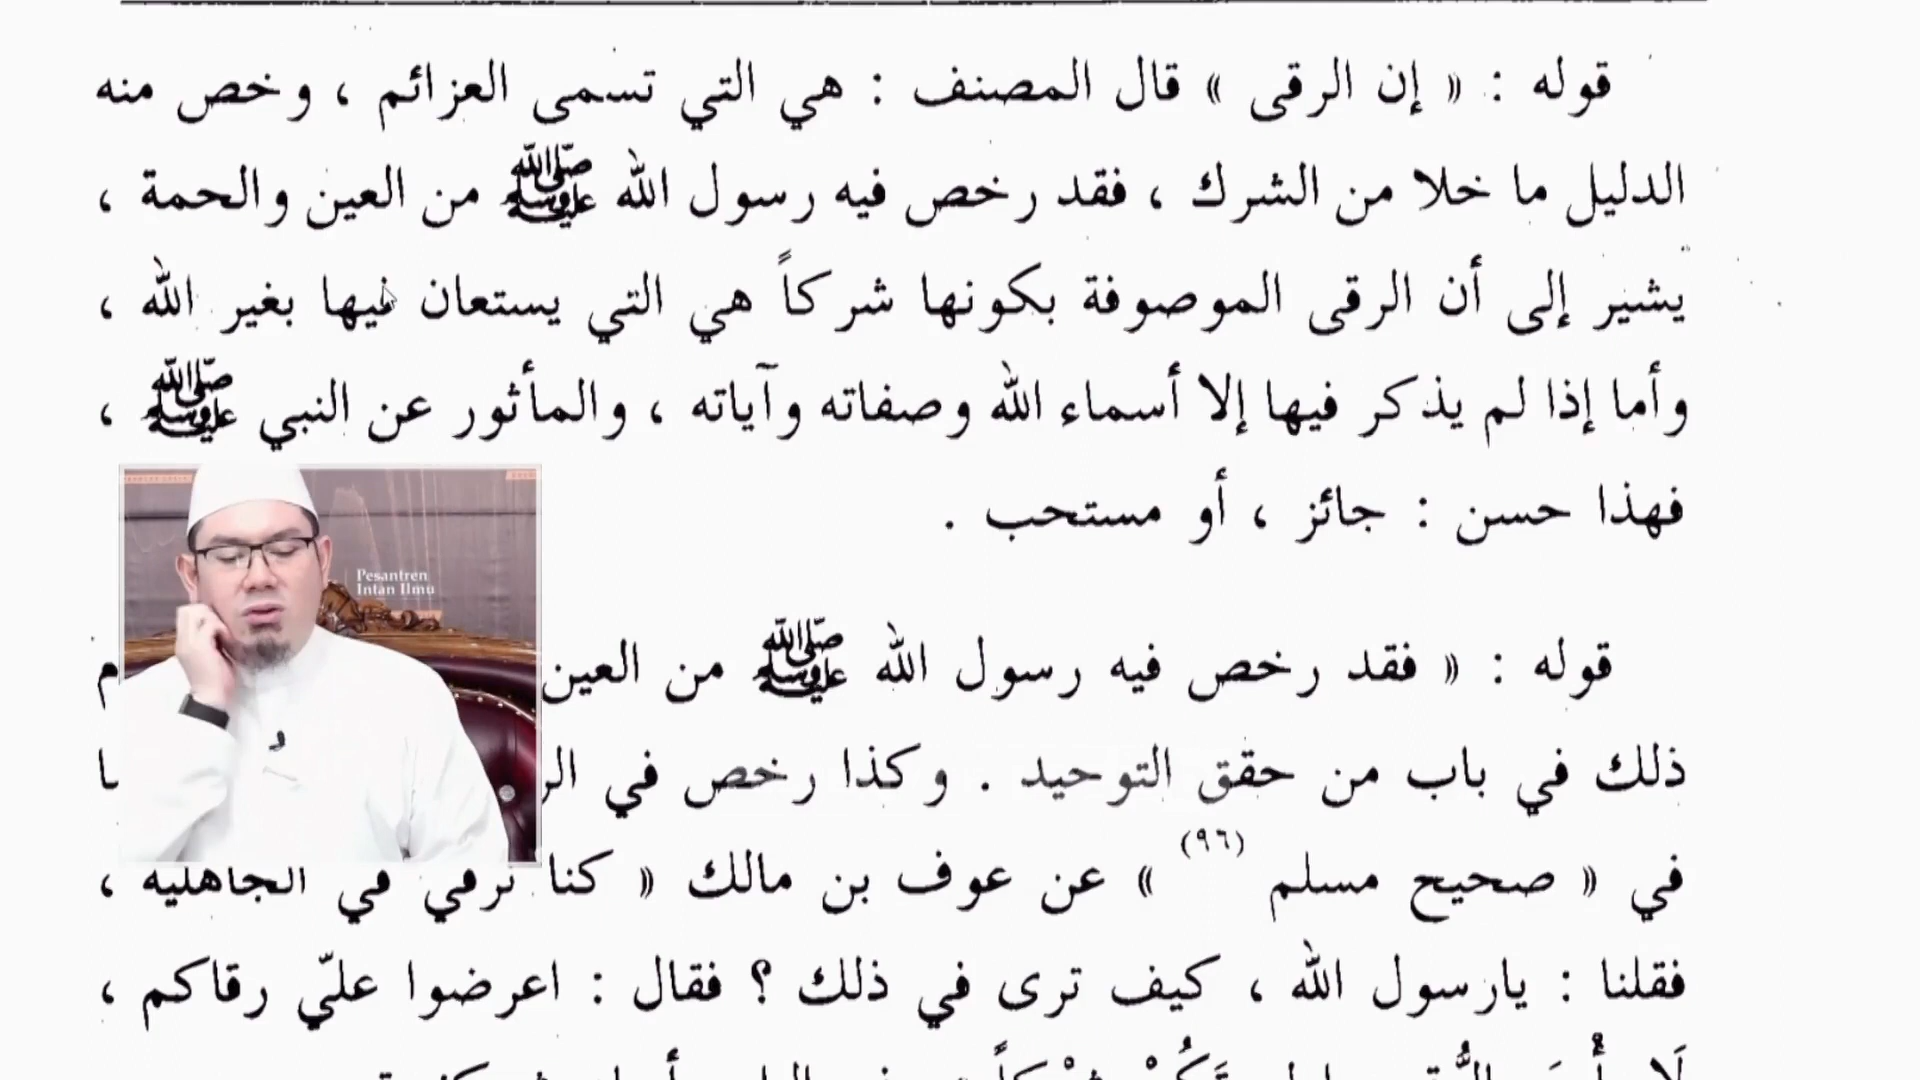 قوله : « إن الرقى » قال المصنف : هي التي تسمى العزائم ، وخص منه
الدليل ما خلا من الشرك ، فقد رخص فيه رسول الله ﷺ من العين والحمة ،
يشير إلى أن الرقى الموصوفة بكونها شركاً هي التي يستعان فيها بغير الله ،
وأما إذا لم يذكر فيها إلا أسماء الله وصفاته وآياته ، والمأثور عن النبي ﷺ ،
فهذا حسن : جائز ، أو مستحب .
قوله : « فقد رخص فيه رسول الله ﷺ من العين
ذلك في باب من حقق التوحيد . وكذا رخص في
في « صحيح مسلم (٩٦) » عن عوف بن مالك « كنا نرقي في الجاهلية ،
فقلنا : يارسول الله ، كيف ترى في ذلك ؟ فقال : اعرضوا عليّ رقاكم ،
Pesantren
Intan Ilmu